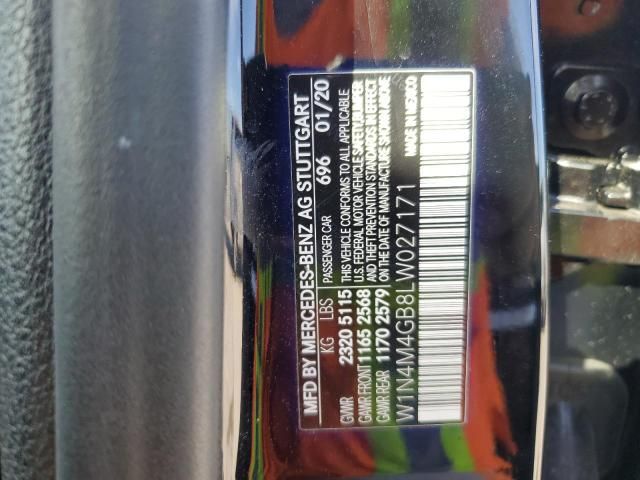 MFD BY MERCEDES-BENZ AG STUTTGART
PASSENGER CAR 696 01/20
KG LBS
GVWR 2320 5115
GAWR FRONT 1165 2568
GAWR REAR 1170 2579
THIS VEHICLE CONFORMS TO ALL APPLICABLE
U.S. FEDERAL MOTOR VEHICLE SAFETY, BUMPER
AND THEFT PREVENTION STANDARDS IN EFFECT
ON THE DATE OF MANUFACTURE SHOWN ABOVE
W1N4M4GB8LW027171 MADE IN MEXICO